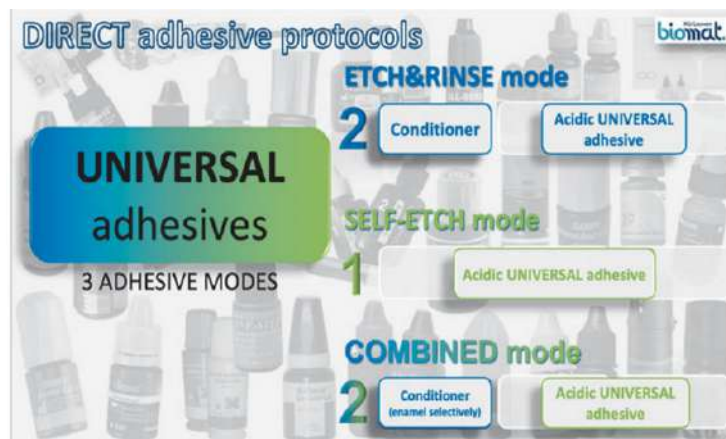 DIRECT adhesive protocols
biomat.
ETCH&RINSE mode
2
Conditioner
Acidic UNIVERSAL
adhesive
UNIVERSAL
adhesives
3 ADHESIVE MODES
SELF-ETCH mode
1
Acidic UNIVERSAL adhesive
COMBINED mode
2
Conditioner
(enamel selectively)
Acidic UNIVERSAL
adhesive